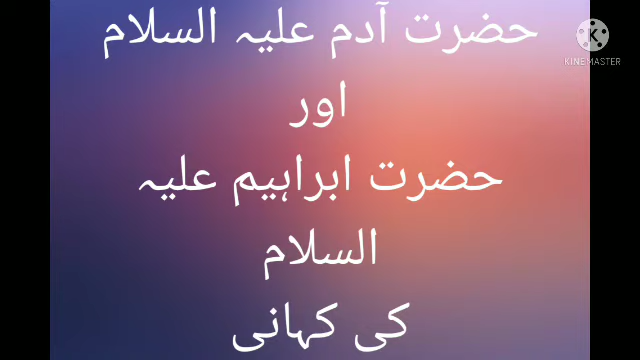 حضرت آدم علیہ السلام
KINEMASTER
اور
حضرت ابراہیم علیہ
السلام
کی کہانی